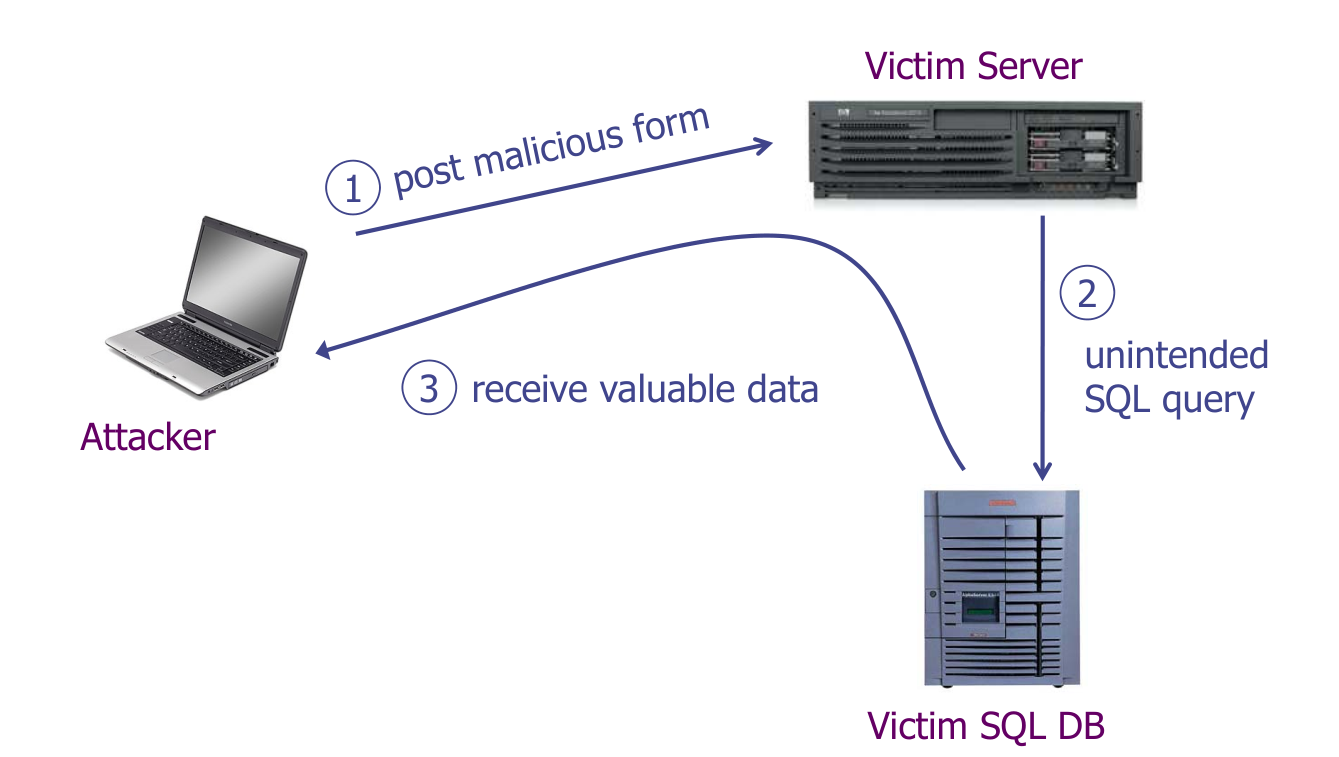 Victim Server
1 post malicious form
2
unintended
SQL query
3 receive valuable data
Attacker
Victim SQL DB